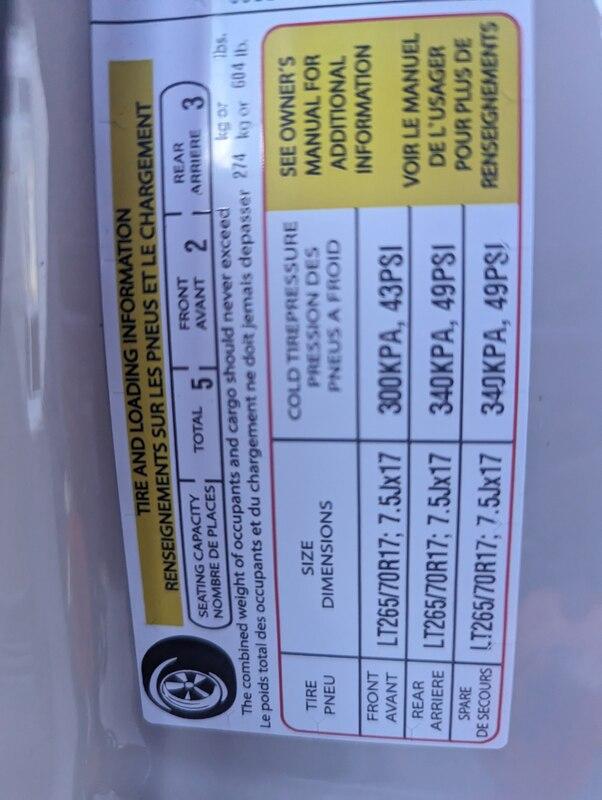 TIRE AND LOADING INFORMATION
RENSEIGNEMENTS SUR LES PNEUS ET LE CHARGEMENT
SEATING CAPACITY
NOMBRE DE PLACES
TOTAL 5
FRONT
AVANT 2
REAR
ARRIERE 3
The combined weight of occupants and cargo should never exceed kg or lbs.
Le poids total des occupants et du chargement ne doit jamais depasser 274 kg or 604 lb.
TIRE
PNEU
SIZE
DIMENSIONS
COLD TIREPRESSURE
PRESSION DES
PNEUS A FROID
SEE OWNER'S
MANUAL FOR
ADDITIONAL
INFORMATION
FRONT
AVANT
LT265/70R17; 7.5Jx17
300KPA, 43PSI
REAR
ARRIERE
LT265/70R17; 7.5Jx17
340KPA, 49PSI
SPARE
DE SECOURS
LT265/70R17; 7.5Jx17
340KPA, 49PSI
VOIR LE MANUEL
DE L'USAGER
POUR PLUS DE
RENSEIGNEMENTS